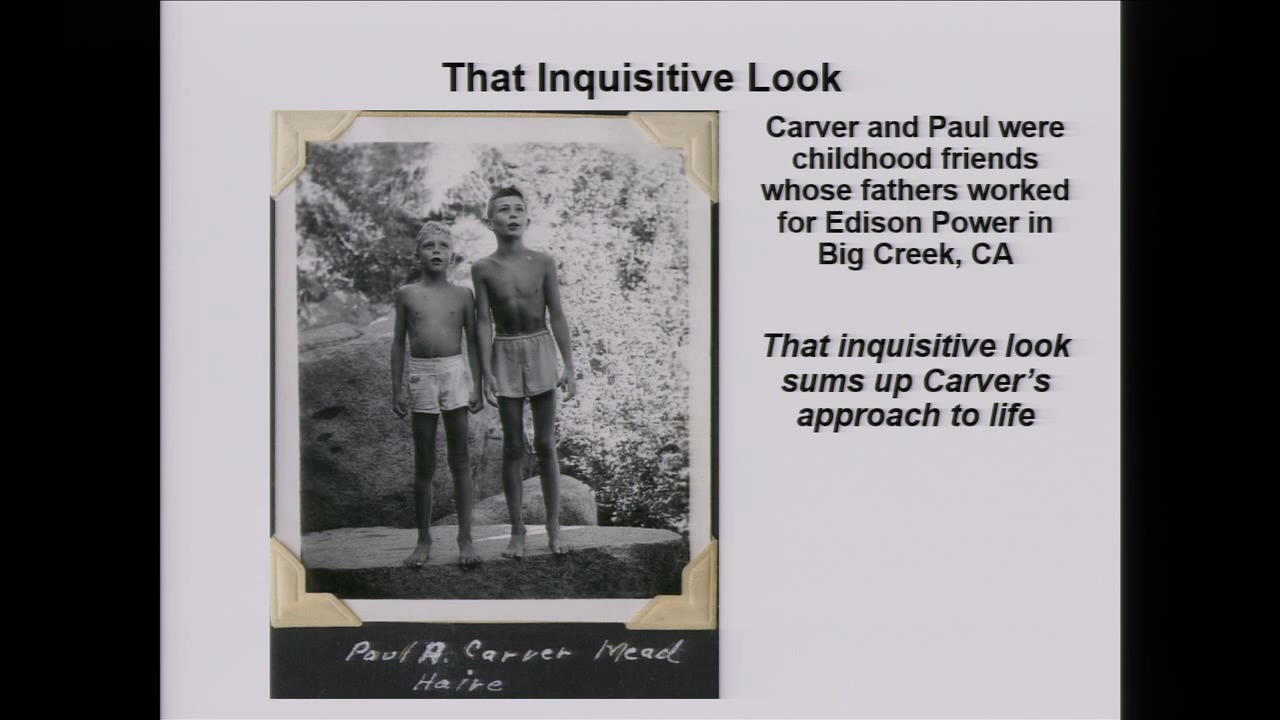 That Inquisitive Look
Carver and Paul were
childhood friends
whose fathers worked
for Edison Power in
Big Creek, CA
That inquisitive look
sums up Carver's
approach to life
Paul A. Carver Mead
Haire